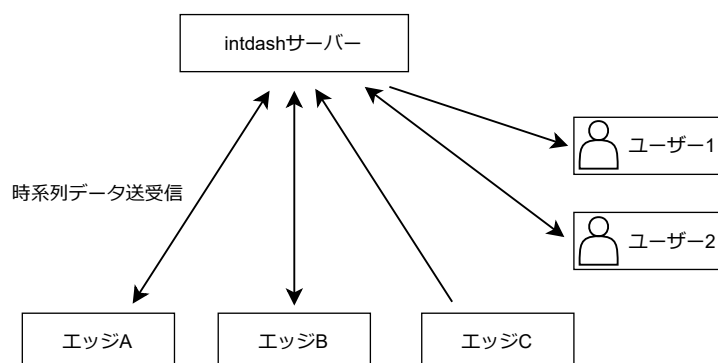 intdashサーバー
ユーザー1
時系列データ送受信
ユーザー2
エッジA
エッジB
エッジC